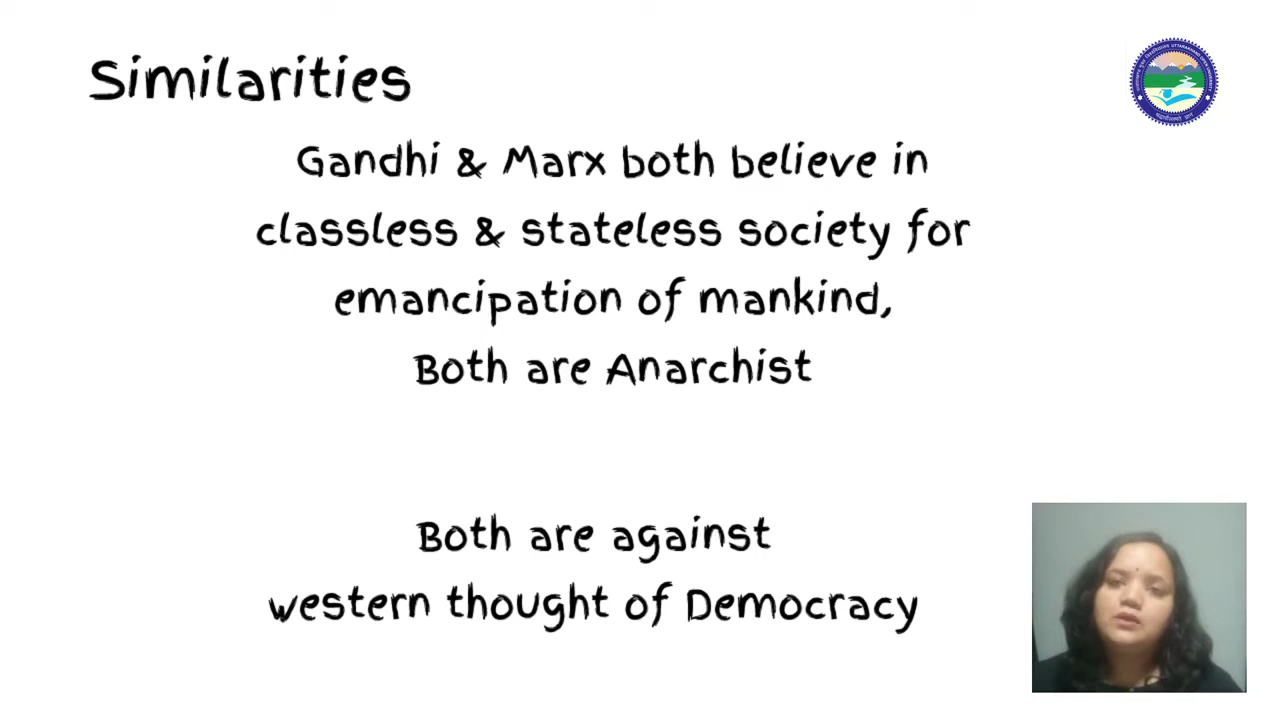 Similarities
Gandhi & Marx both believe in
classless & stateless society for
emancipation of mankind,
Both are Anarchist
Both are against
western thought of Democracy